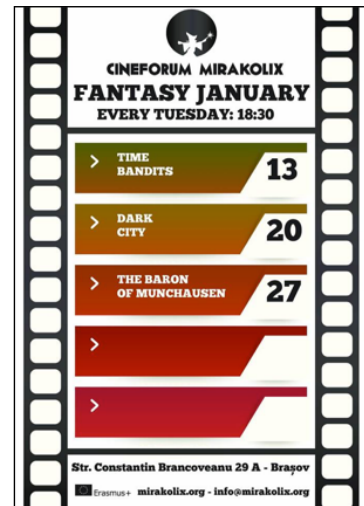 CINEFORUM MIRAKOLIX
FANTASY JANUARY
EVERY TUESDAY: 18:30
TIME
BANDITS
13
DARK
CITY
20
THE BARON
OF MUNCHAUSEN
27
Str. Constantin Brancoveanu 29 A - Brașov
Erasmus+ mirakolix.org - info@mirakolix.org